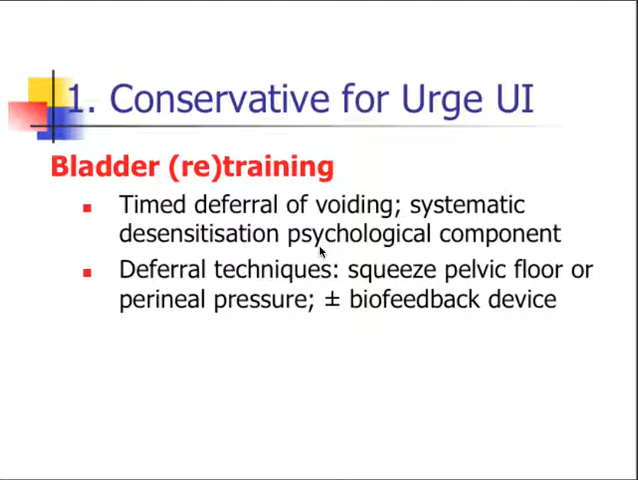 1. Conservative for Urge UI
Bladder (re)training
Timed deferral of voiding; systematic
desensitisation psychological component
Deferral techniques: squeeze pelvic floor or
perineal pressure; ± biofeedback device